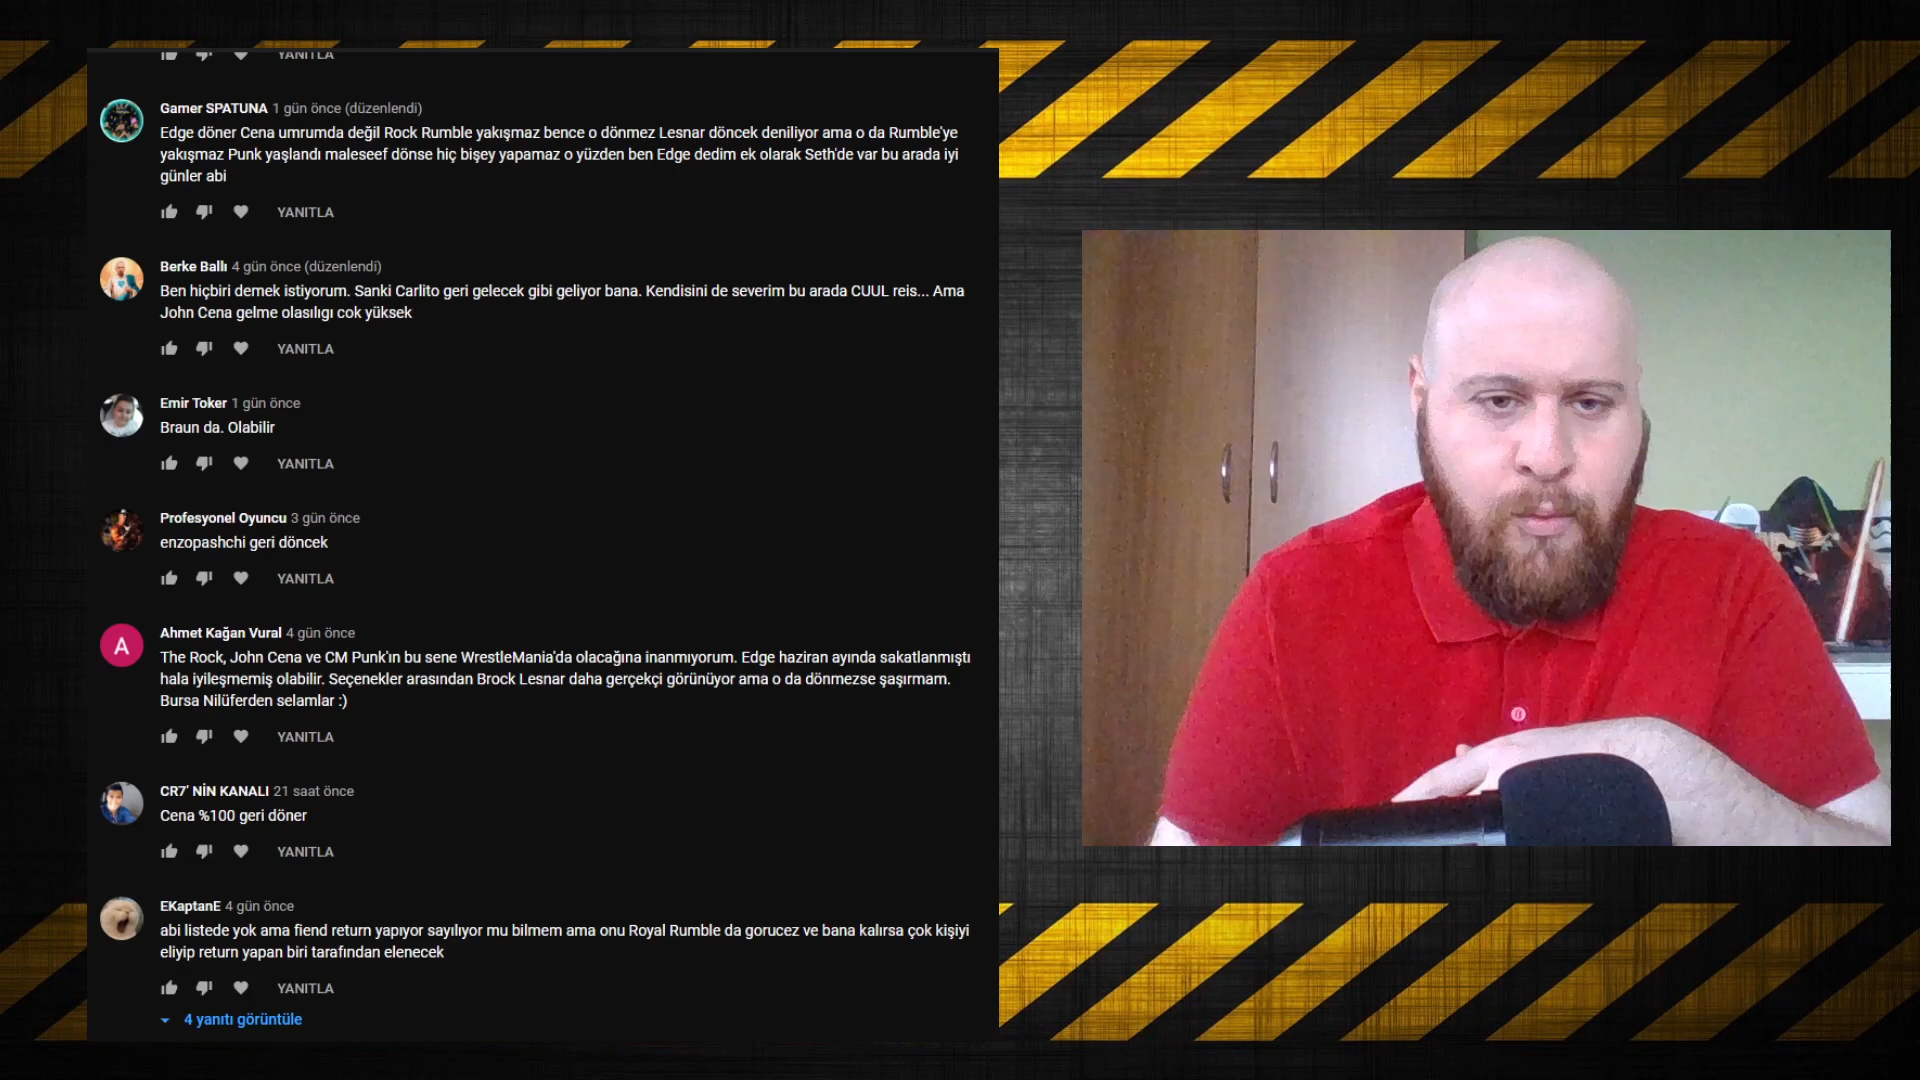 YANITLA
Gamer SPATUNA 1 gün önce (düzenlendi)
Edge döner Cena umrumda değil Rock Rumble yakışmaz bence o dönmez Lesnar döncek deniliyor ama o da Rumble'ye
yakışmaz Punk yaşlandı maleseef dönse hiç bişey yapamaz o yüzden ben Edge dedim ek olarak Seth'de var bu arada iyi
günler abi
YANITLA
Berke Ballı 4 gün önce (düzenlendi)
Ben hiçbiri demek istiyorum. Sanki Carlito geri gelecek gibi geliyor bana. Kendisini de severim bu arada CUUL reis... Ama
John Cena gelme olasılıgı cok yüksek
YANITLA
Emir Toker 1 gün önce
Braun da. Olabilir
YANITLA
Profesyonel Oyuncu 3 gün önce
enzopashchi geri döncek
YANITLA
A
Ahmet Kağan Vural 4 gün önce
The Rock, John Cena ve CM Punk'ın bu sene WrestleMania'da olacağına inanmıyorum. Edge haziran ayında sakatlanmıştı
hala iyileşmemiş olabilir. Seçenekler arasından Brock Lesnar daha gerçekçi görünüyor ama o da dönmezse şaşırmam.
Bursa Nilüferden selamlar :)
YANITLA
CR7' NİN KANALI 21 saat önce
Cena %100 geri döner
YANITLA
EKaptanE 4 gün önce
abi listede yok ama fiend return yapıyor sayılıyor mu bilmem ama onu Royal Rumble da gorucez ve bana kalırsa çok kişiyi
eliyip return yapan biri tarafından elenecek
YANITLA
4 yanıtı görüntüle